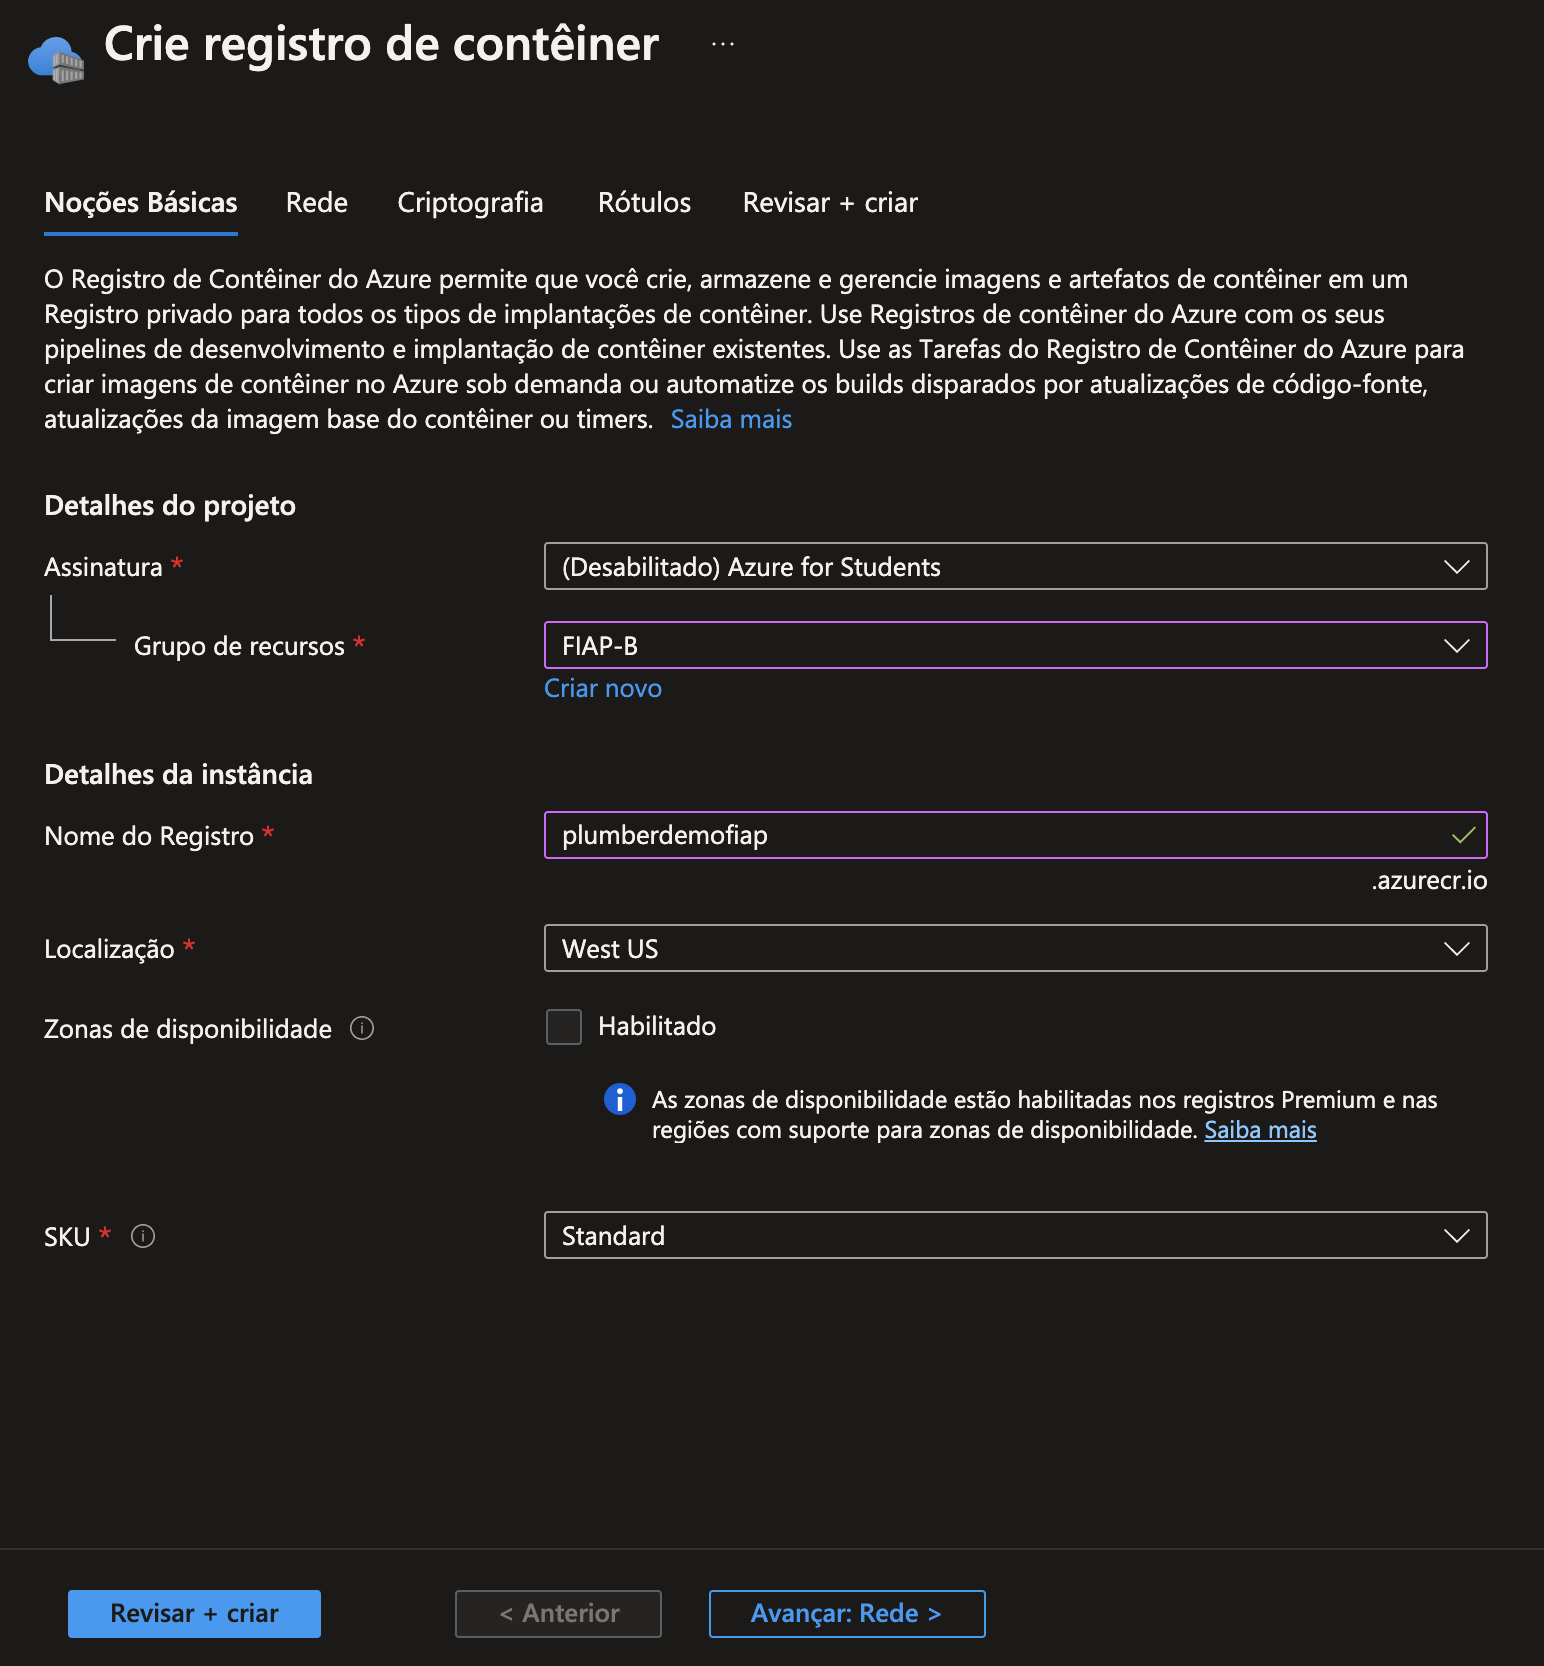 Crie registro de contêiner ...
Noções Básicas Rede Criptografia Rótulos Revisar + criar
O Registro de Contêiner do Azure permite que você crie, armazene e gerencie imagens e artefatos de contêiner em um
Registro privado para todos os tipos de implantações de contêiner. Use Registros de contêiner do Azure com os seus
pipelines de desenvolvimento e implantação de contêiner existentes. Use as Tarefas do Registro de Contêiner do Azure para
criar imagens de contêiner no Azure sob demanda ou automatize os builds disparados por atualizações de código-fonte,
atualizações da imagem base do contêiner ou timers. Saiba mais
Detalhes do projeto
Assinatura * (Desabilitado) Azure for Students
Grupo de recursos * FIAP-B
Criar novo
Detalhes da instância
Nome do Registro * plumberdemofiap
.azurecr.io
Localização * West US
Zonas de disponibilidade Habilitado
As zonas de disponibilidade estão habilitadas nos registros Premium e nas
regiões com suporte para zonas de disponibilidade. Saiba mais
SKU * Standard
Revisar + criar < Anterior Avançar: Rede >